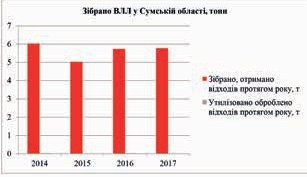 Зібрано ВЛЛ у Сумській області, тони
7
6
5
4
3
2
1
0
2014 2015 2016 2017
Зібрано, отримано
відходів протягом року, т
Утилізовано оброблено
відходів протягом року, т